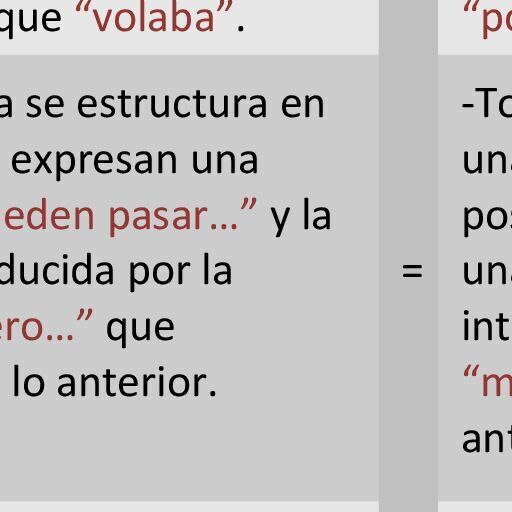 que “volaba”.
a se estructura en
expresan una
eden pasar...” y la
ducida por la
ero...” que
lo anterior.
=
“po
-To
una
pos
una
int
“m
ant